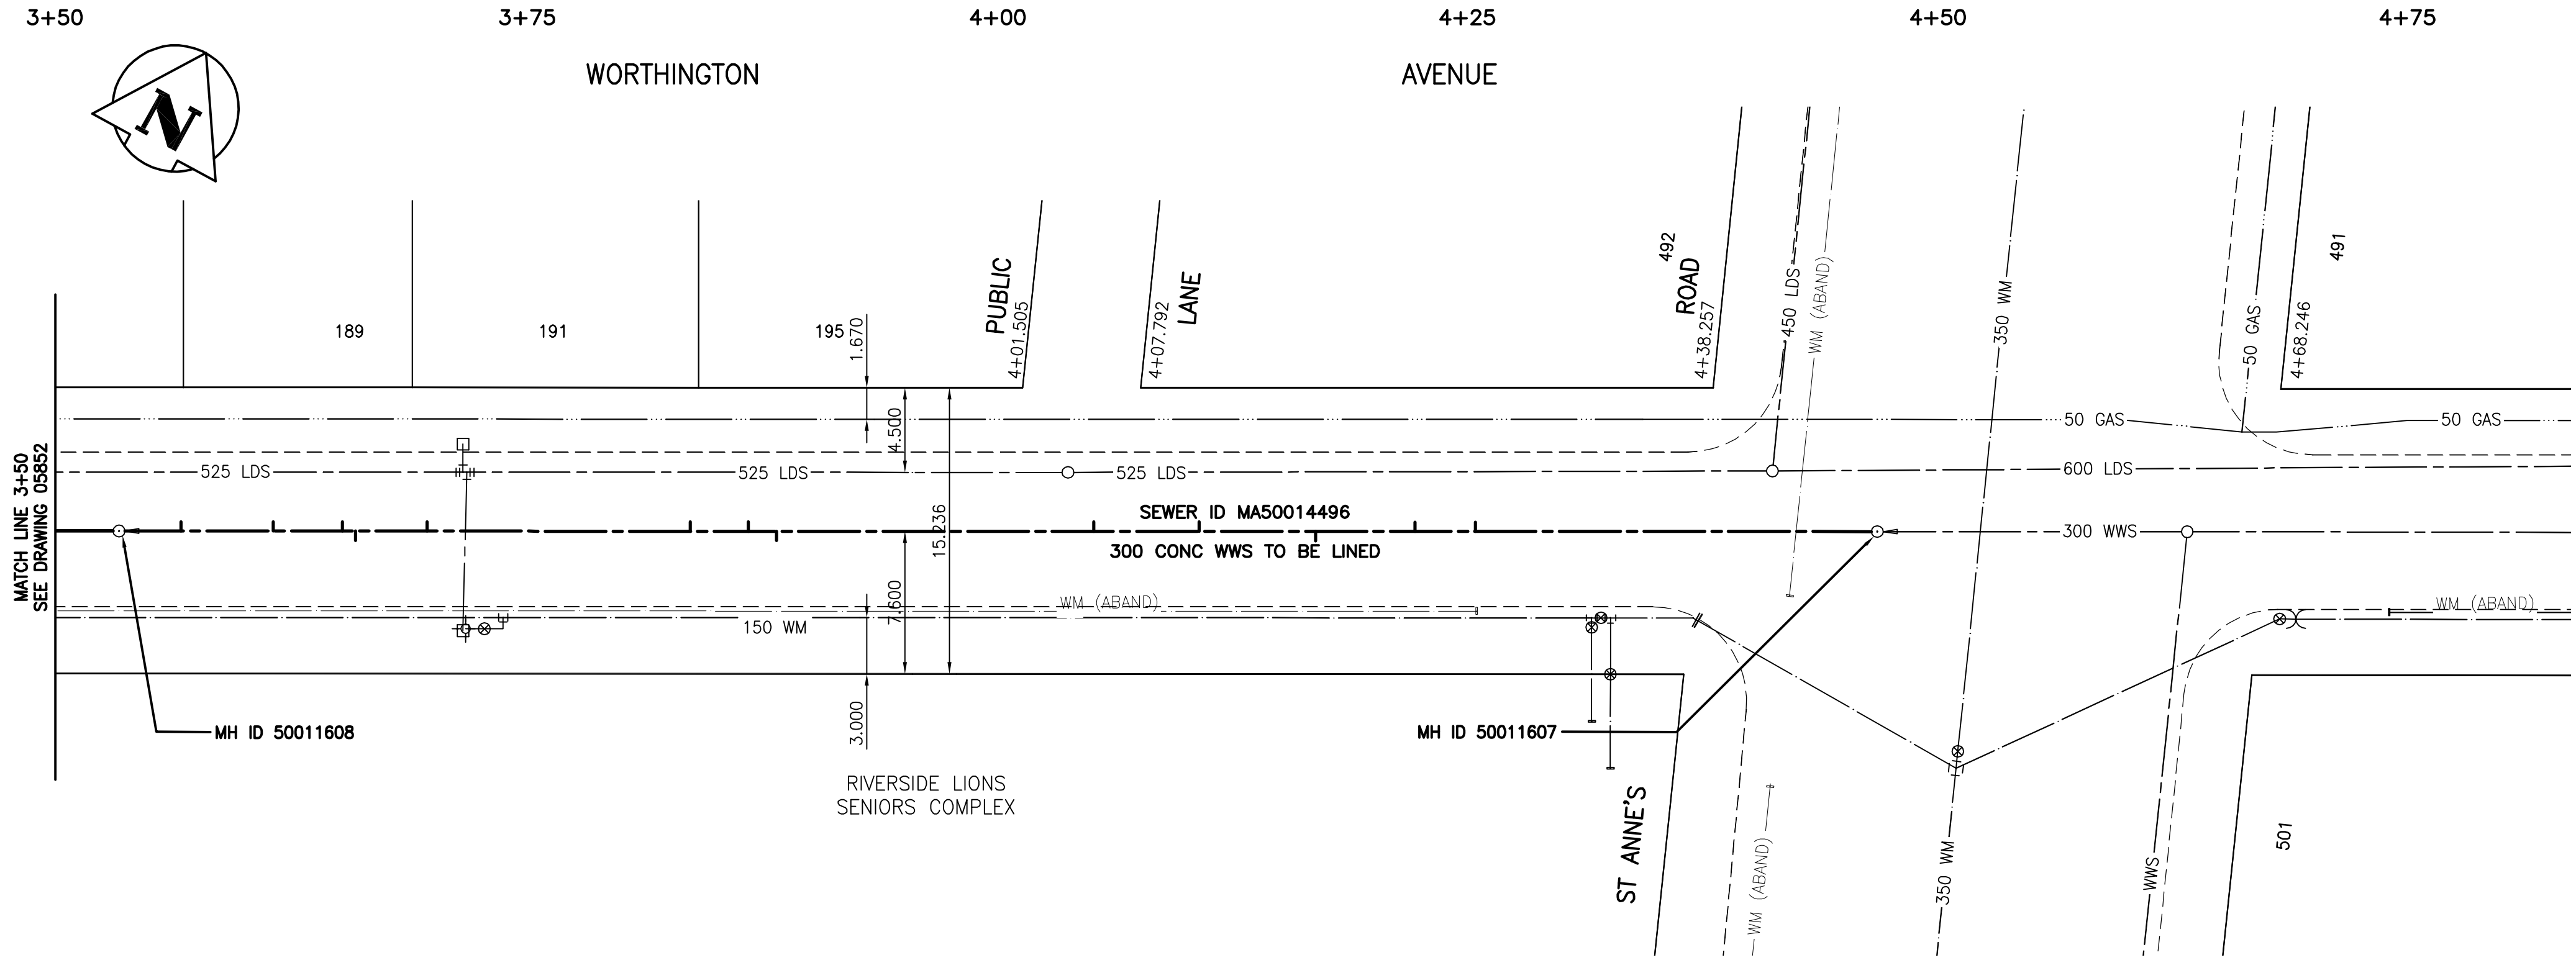 3+50 3+75 4+00 4+25 4+50 4+75
WORTHINGTON AVENUE
N
PUBLIC
LANE
4+01.505
4+07.792
492
ROAD
4+38.257
450 LDS
WM (ABAND)
350 WM
50 GAS
4+68.246
491
189 191 195
1.670
4.500
15.236
7.600
3.000
50 GAS 50 GAS
525 LDS 525 LDS 525 LDS 600 LDS
MATCH LINE 3+50
SEE DRAWING 05852
SEWER ID MA50014496
300 CONC WWS TO BE LINED
300 WWS
WM (ABAND) WM (ABAND)
150 WM
MH ID 50011608
MH ID 50011607
RIVERSIDE LIONS
SENIORS COMPLEX
ST ANNE'S
WM (ABAND)
350 WM
WWS
501